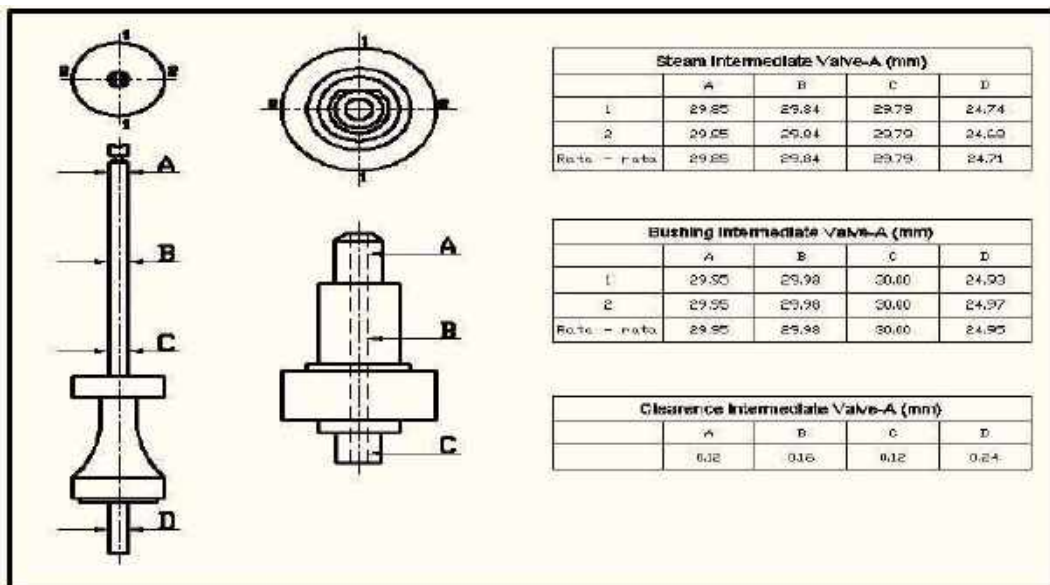 1
2 2
1
A
B
C
D
1
2 2
1
A
B
C
Steam Intermediate Valve-A (mm)
A B C D
1 29.85 29.84 29.79 24.74
2 29.85 29.84 29.79 24.68
Rata - rata 29.85 29.84 29.79 24.71
Bushing Intermediate Valve-A (mm)
A B C D
1 29.95 29.98 30.00 24.93
2 29.95 29.98 30.00 24.97
Rata - rata 29.95 29.98 30.00 24.95
Clearence Intermediate Valve-A (mm)
A B C D
0.12 0.16 0.12 0.24